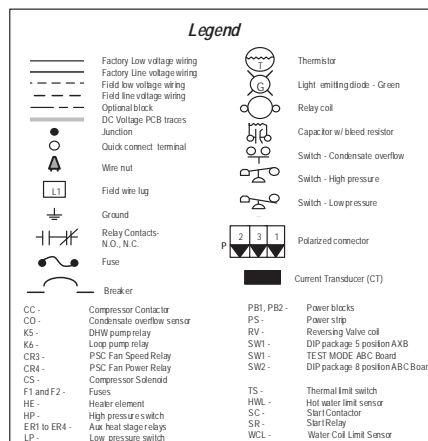 Legend
Factory Low voltage wiring
Factory Line voltage wiring
Field low voltage wiring
Field line voltage wiring
Optional block
DC Voltage PCB traces
Junction
Quick connect terminal
Wire nut
L1
Field wire lug
Ground
Relay Contacts-
N.O., N.C.
Fuse
Breaker
T
Thermistor
G
Light emitting diode - Green
Relay coil
Capacitor w/ bleed resistor
Switch - Condensate overflow
Switch - High pressure
Switch - Low pressure
P
2 3 1
Polarized connector
Current Transducer (CT)
CC - Compressor Contactor
CO - Condensate overflow sensor
K5 - DHW pump relay
K6 - Loop pump relay
CR3 - PSC Fan Speed Relay
CR4 - PSC Fan Power Relay
CS - Compressor Solenoid
F1 and F2 - Fuses
HE - Heater element
HP - High pressure switch
ER1 to ER4 - Aux heat stage relays
LP - Low pressure switch
PB1, PB2 - Power blocks
PS - Power strip
RV - Reversing Valve coil
SW1 - DIP package 5 position AXB
SW1 - TEST MODE ABC Board
SW2 - DIP package 8 position ABC Board
TS - Thermal limit switch
HWL - Hot water limit sensor
SC - Start Contactor
SR - Start Relay
WCL - Water Coil Limit Sensor